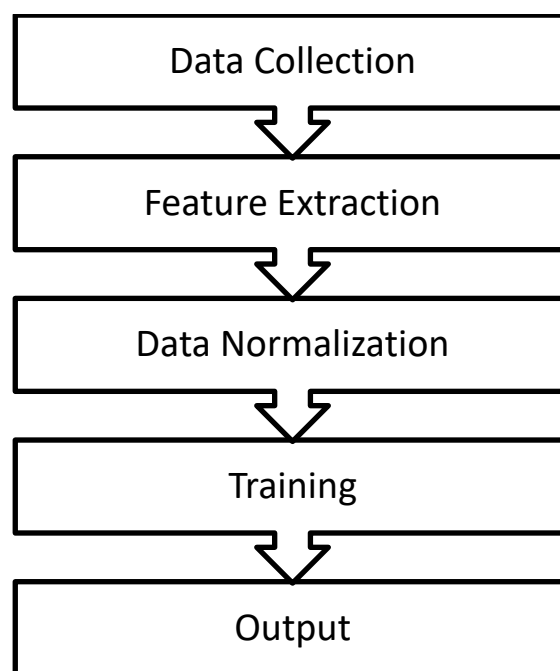 Data Collection
Feature Extraction
Data Normalization
Training
Output